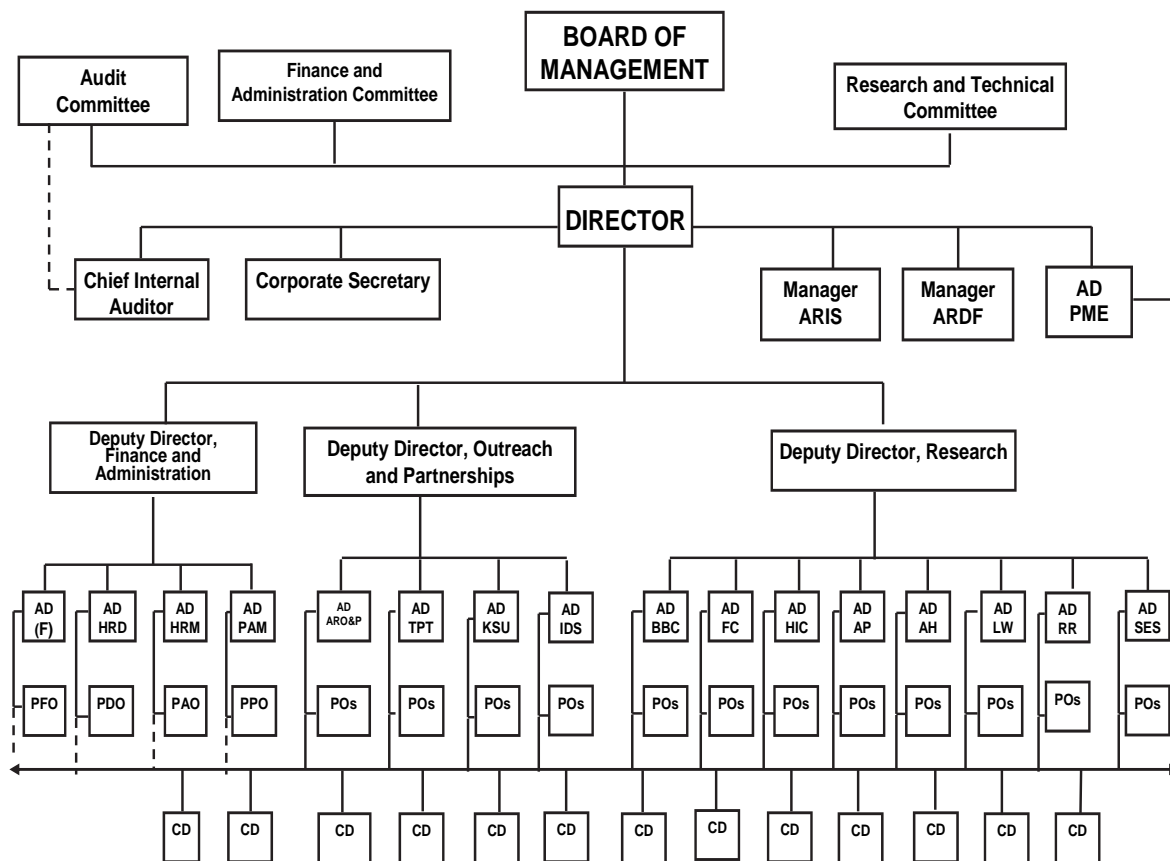 BOARD OF
MANAGEMENT
Audit
Committee
Finance and
Administration Committee
Research and Technical
Committee
DIRECTOR
Chief Internal
Auditor
Corporate Secretary
Manager
ARIS
Manager
ARDF
AD
PME
Deputy Director,
Finance and
Administration
Deputy Director, Outreach
and Partnerships
Deputy Director, Research
AD
(F)
AD
HRD
AD
HRM
AD
PAM
AD
ARO&P
AD
TPT
AD
KSU
AD
IDS
AD
BBC
AD
FC
AD
HIC
AD
AP
AD
AH
AD
LW
AD
RR
AD
SES
PFO
PDO
PAO
PPO
POs
POs
POs
POs
POs
POs
POs
POs
POs
POs
POs
POs
CD
CD
CD
CD
CD
CD
CD
CD
CD
CD
CD
CD
CD